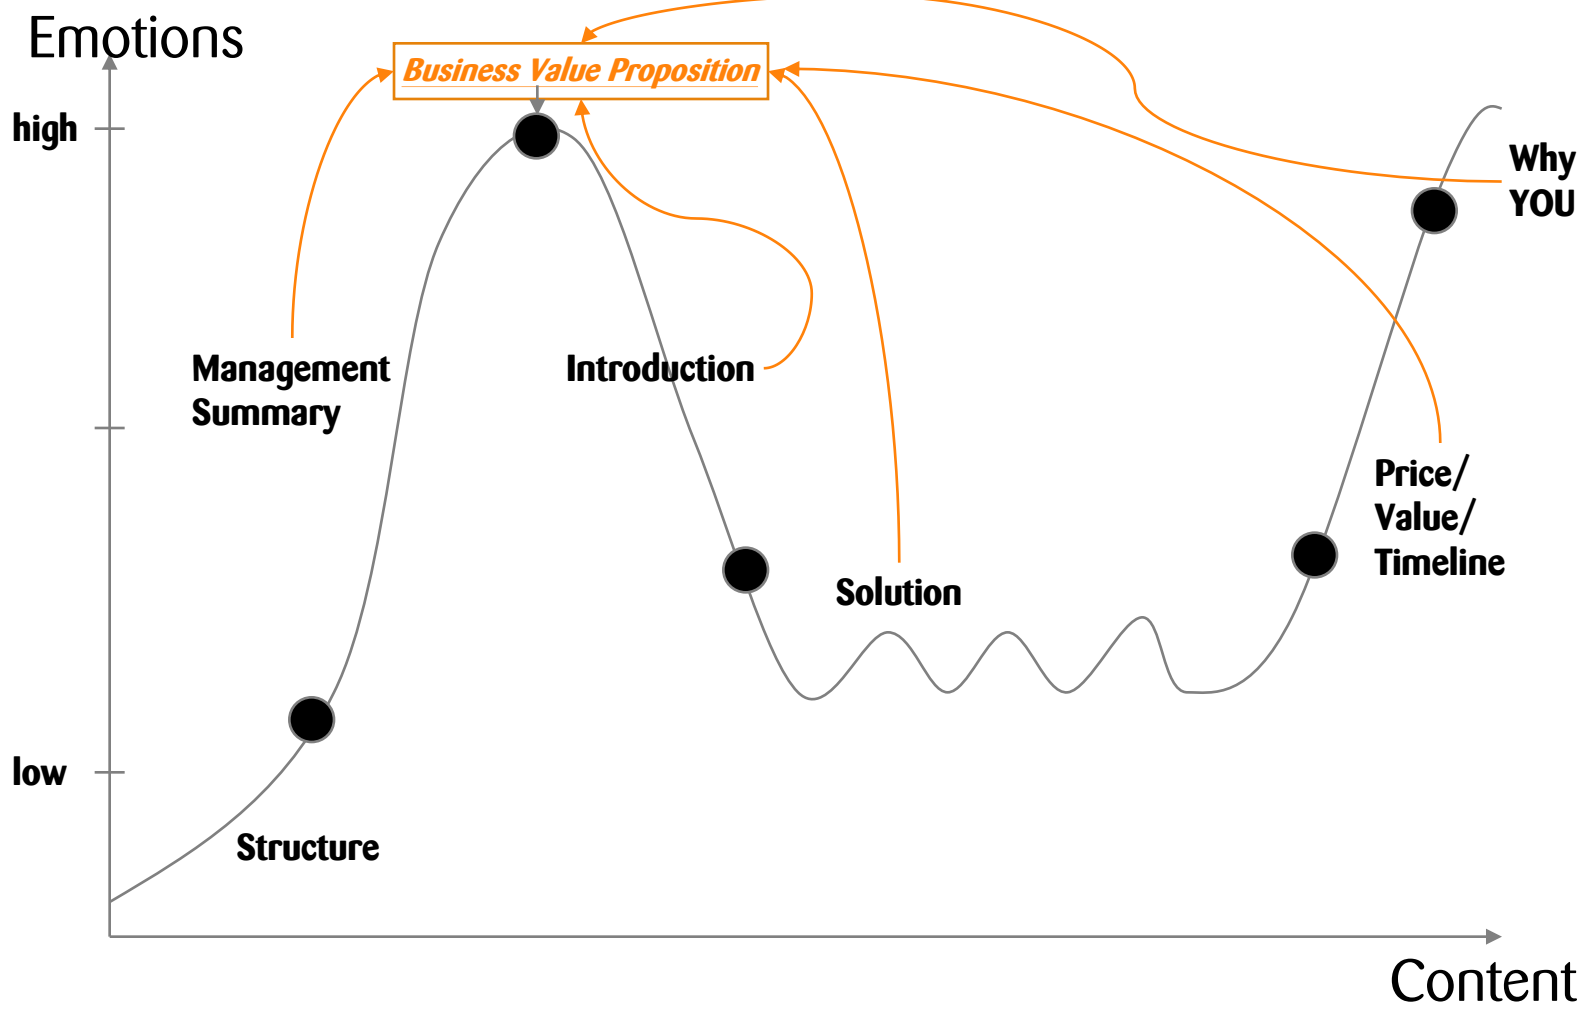 Emotions
Business Value Proposition
high
Why
YOU
Management
Summary
Introduction
Price/
Value/
Timeline
Solution
low
Structure
Content